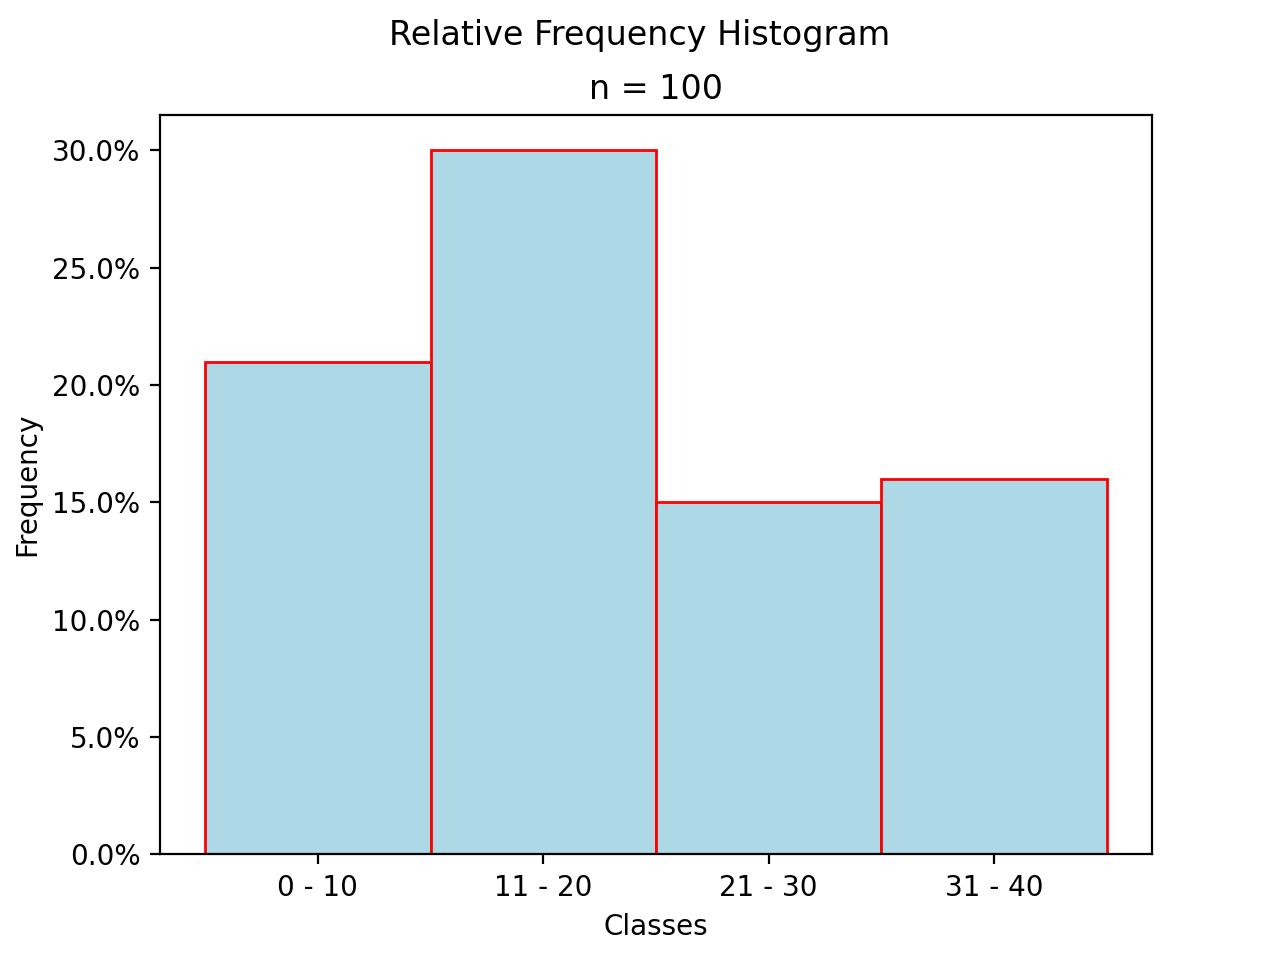 Relative Frequency Histogram
n = 100
30.0%
25.0%
20.0%
15.0%
10.0%
5.0%
0.0%
Frequency
0 - 10
11 - 20
21 - 30
31 - 40
Classes